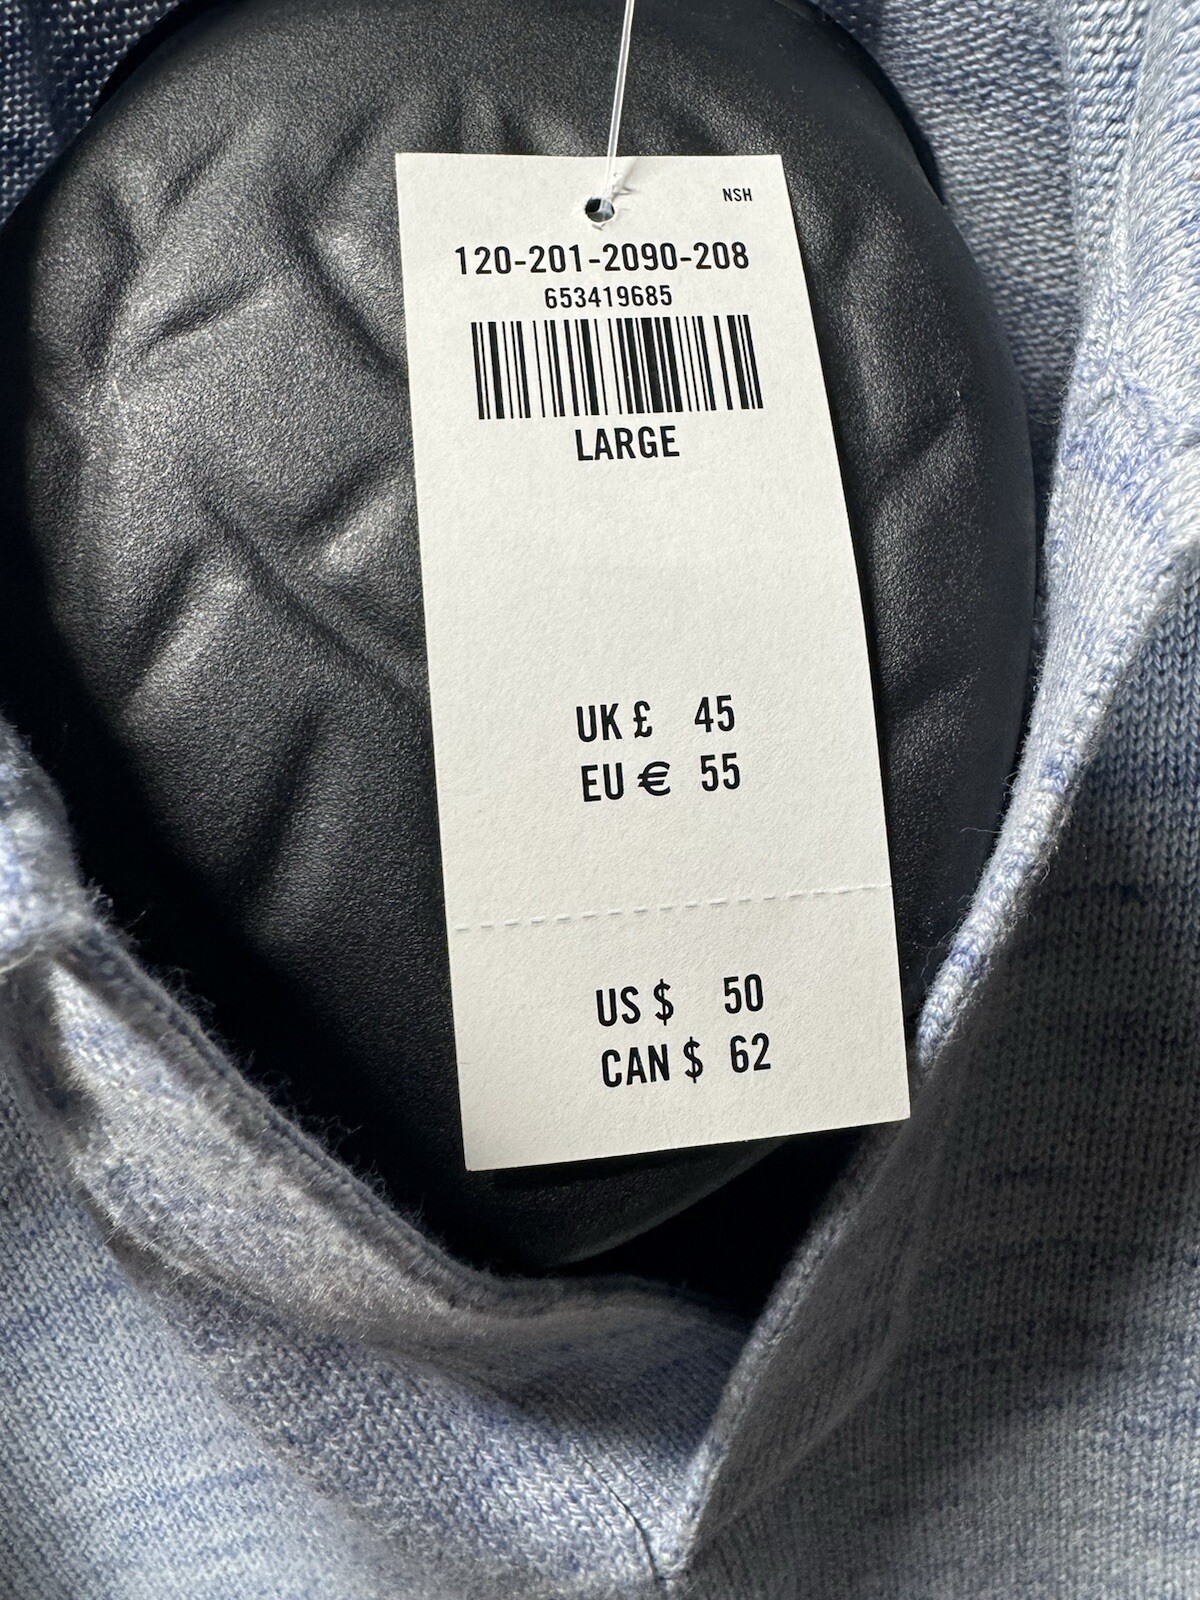 NSH
120-201-2090-208
653419685
LARGE
UK £ 45
EU € 55
US $ 50
CAN $ 62